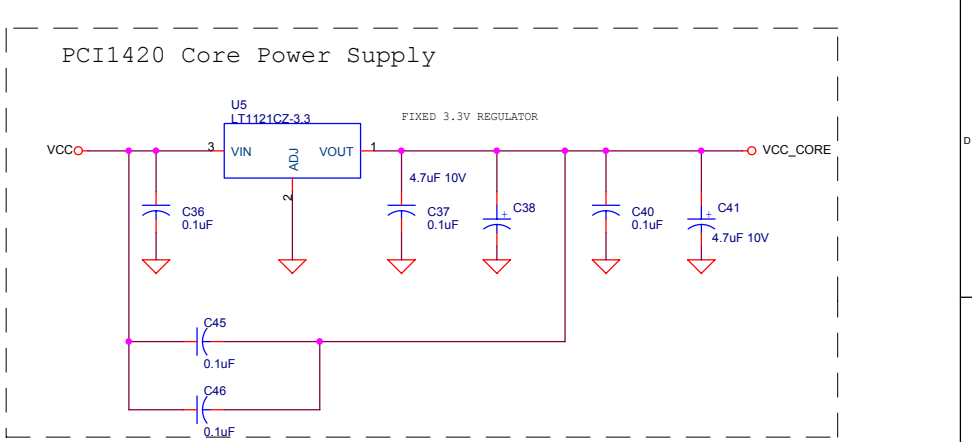 PCI1420 Core Power Supply
U5
LT1121CZ-3.3
FIXED 3.3V REGULATOR
VCC
3
VIN
ADJ
VOUT
1
VCC_CORE
D
2
4.7uF 10V
C36
0.1uF
C37
0.1uF
+
C38
C40
0.1uF
+
C41
4.7uF 10V
C45
0.1uF
C46
0.1uF